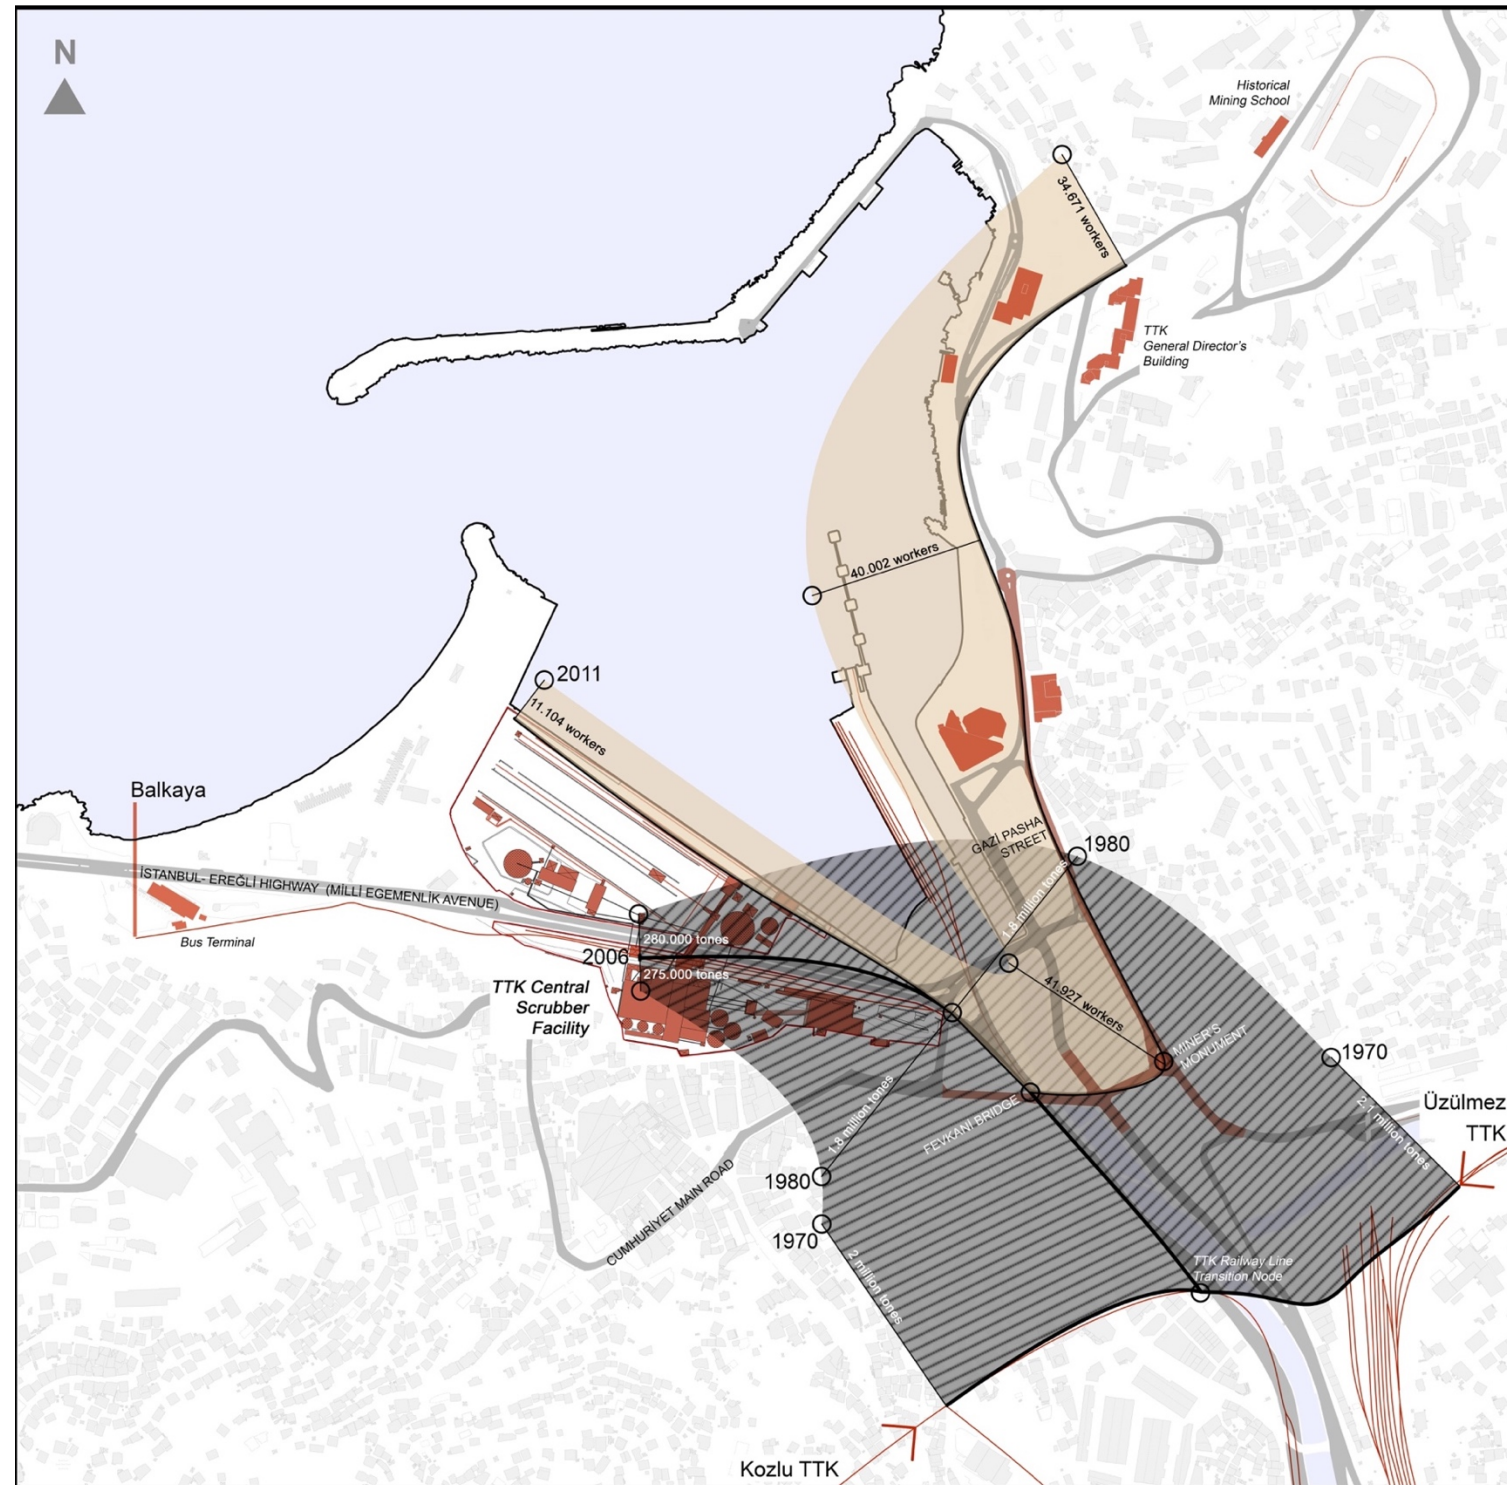 N
Historical
Mining School
34.671 workers
TTK
General Director's
Building
40.002 workers
2011
11.104 workers
Balkaya
GAZİ PASHA
STREET
1980
İSTANBUL- EREĞLİ HIGHWAY (MİLLİ EGEMENLİK AVENUE)
Bus Terminal
1.8 million tones
280.000 tones
2006
275.000 tones
TTK Central
Scrubber
Facility
41.927 workers
MINER'S
MONUMENT
1970
2.1 million tones
Üzülmez
TTK
FEVKANİ BRIDGE
1.8 million tones
1980
1970
CUMHURİYET MAIN ROAD
2 million tones
TTK Railway Line
Transition Node
Kozlu TTK